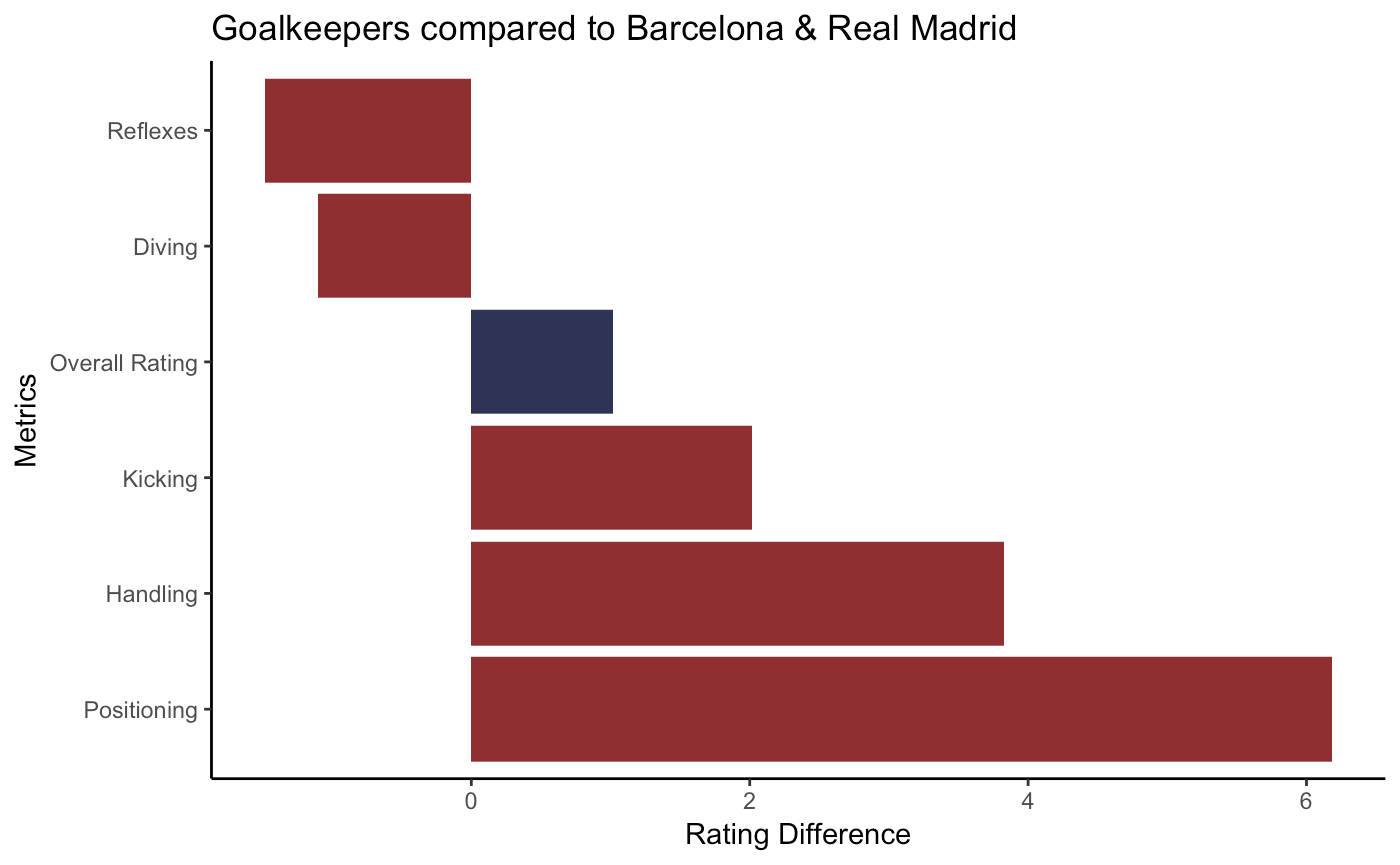 Goalkeepers compared to Barcelona & Real Madrid
Metrics
Reflexes
Diving
Overall Rating
Kicking
Handling
Positioning
0 2 4 6
Rating Difference